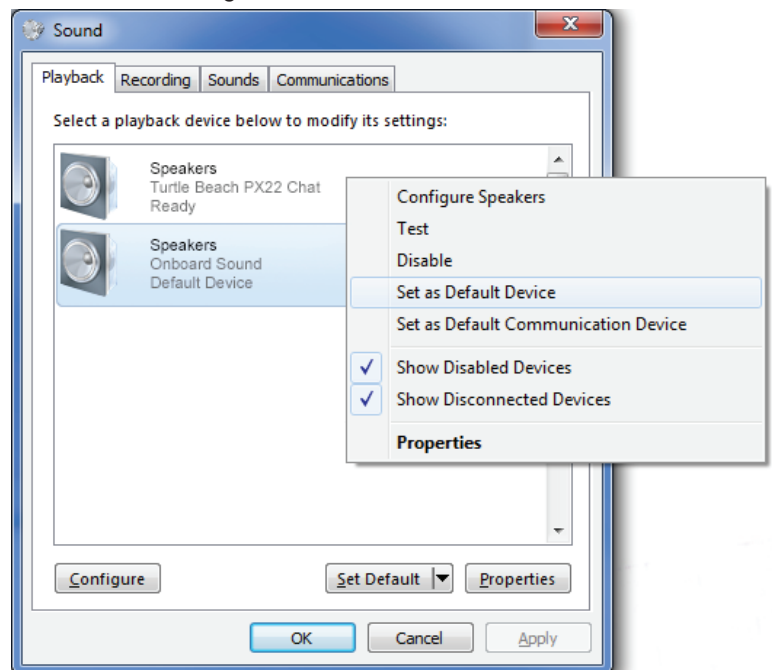 Sound
Playback Recording Sounds Communications
Select a playback device below to modify its settings:
Speakers
Turtle Beach PX22 Chat
Ready
Speakers
Onboard Sound
Default Device
Configure Speakers
Test
Disable
Set as Default Device
Set as Default Communication Device
Show Disabled Devices
Show Disconnected Devices
Properties
Configure Set Default Properties
OK Cancel Apply